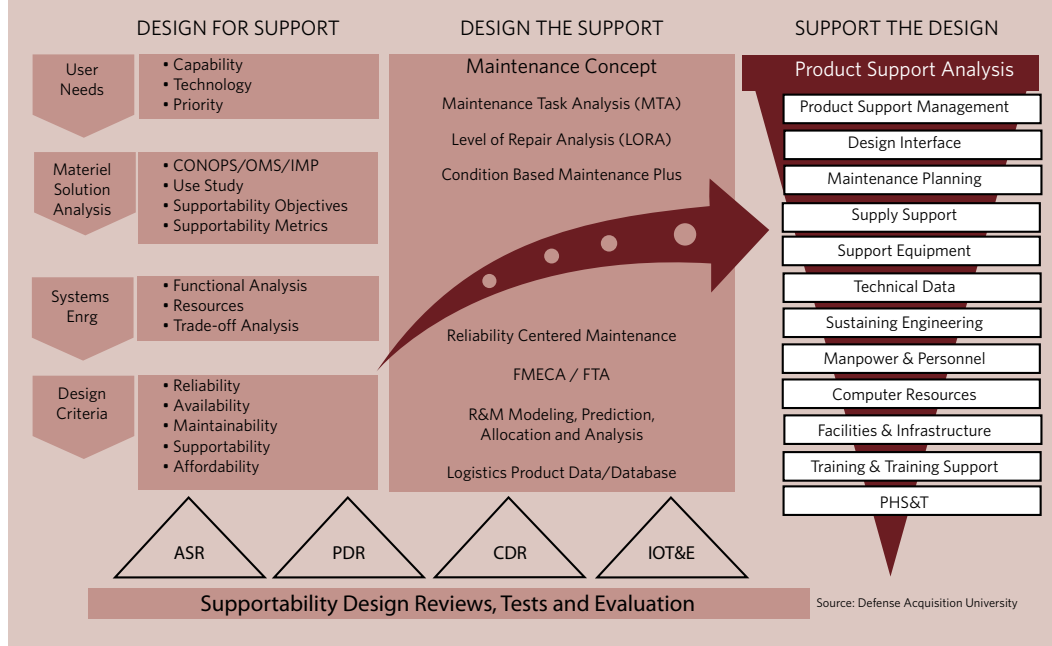 DESIGN FOR SUPPORT
User
Needs
• Capability
• Technology
• Priority
Materiel
Solution
Analysis
• CONOPS/OMS/IMP
• Use Study
• Supportability Objectives
• Supportability Metrics
Systems
Enrg
• Functional Analysis
• Resources
• Trade-off Analysis
Design
Criteria
• Reliability
• Availability
• Maintainability
• Supportability
• Affordability
DESIGN THE SUPPORT
Maintenance Concept
Maintenance Task Analysis (MTA)
Level of Repair Analysis (LORA)
Condition Based Maintenance Plus
Reliability Centered Maintenance
FMECA / FTA
R&M Modeling, Prediction,
Allocation and Analysis
Logistics Product Data/Database
SUPPORT THE DESIGN
Product Support Analysis
Product Support Management
Design Interface
Maintenance Planning
Supply Support
Support Equipment
Technical Data
Sustaining Engineering
Manpower & Personnel
Computer Resources
Facilities & Infrastructure
Training & Training Support
PHS&T
ASR
PDR
CDR
IOT&E
Supportability Design Reviews, Tests and Evaluation
Source: Defense Acquisition University